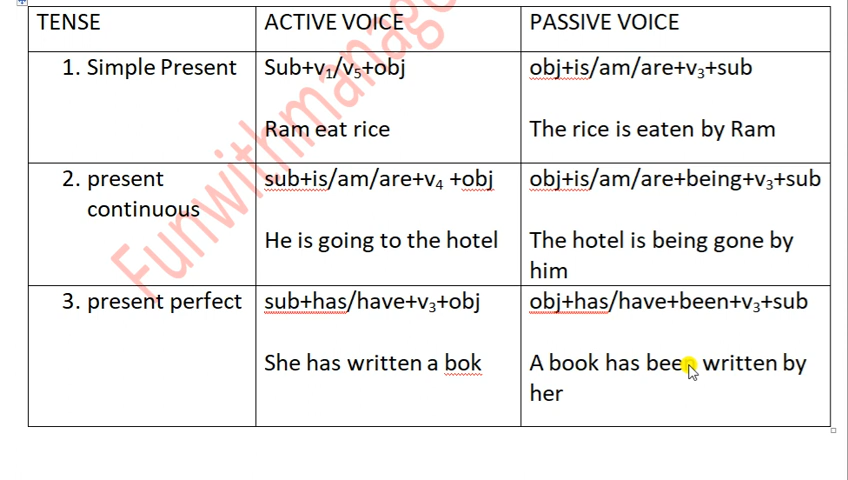 TENSE ACTIVE VOICE PASSIVE VOICE
1. Simple Present Sub+v₁/v₅+obj obj+is/am/are+v₃+sub
Ram eat rice The rice is eaten by Ram
2. present sub+is/am/are+v₄ +obj obj+is/am/are+being+v₃+sub
continuous
He is going to the hotel The hotel is being gone by
him
3. present perfect sub+has/have+v₃+obj obj+has/have+been+v₃+sub
She has written a bok A book has been written by
her
Funwithmanag